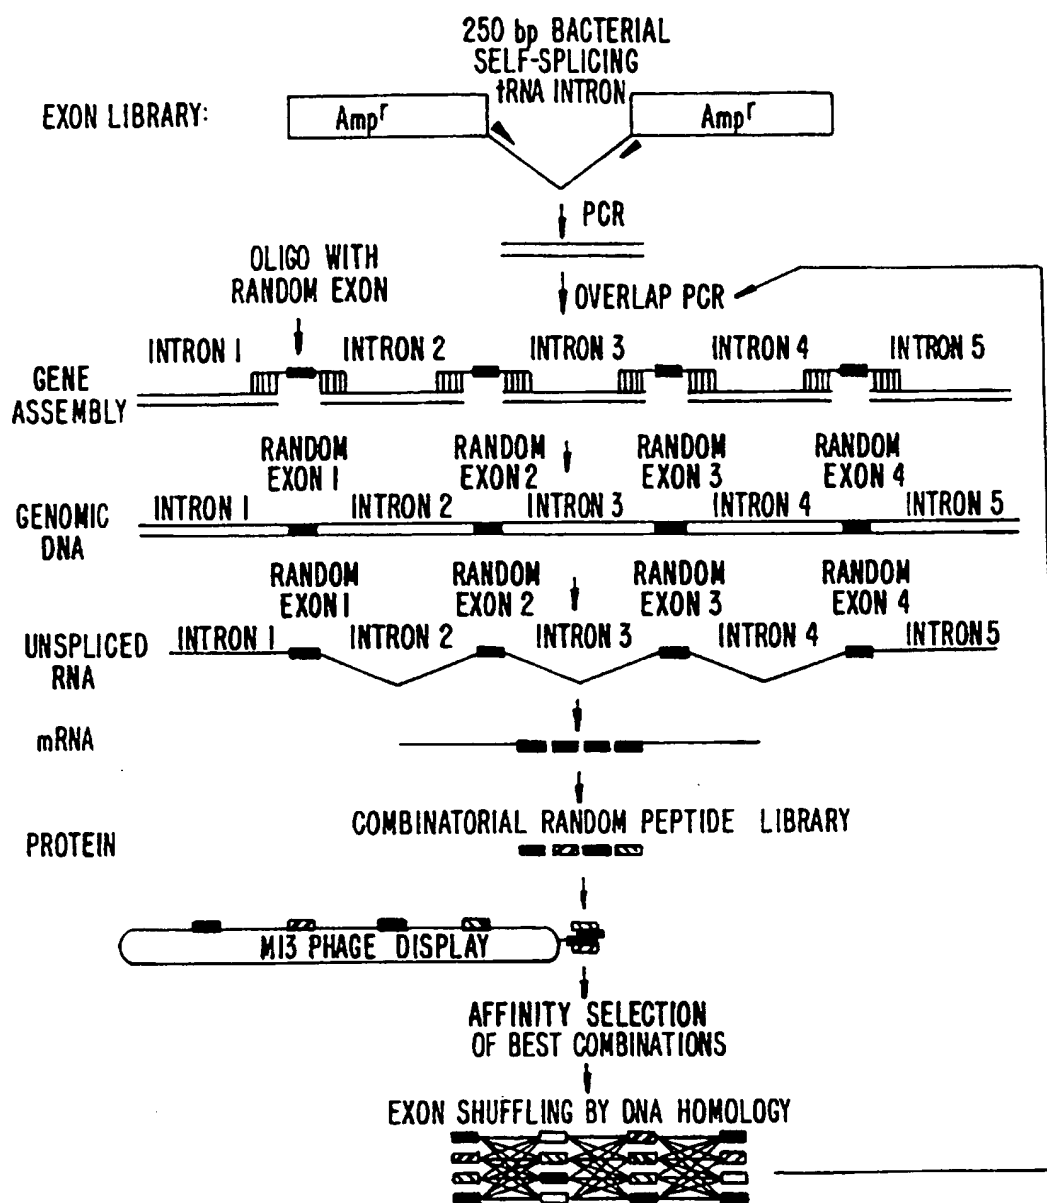 250 bp BACTERIAL
SELF-SPLICING
tRNA INTRON
EXON LIBRARY:
Ampr
Ampr
PCR
OLIGO WITH
RANDOM EXON
OVERLAP PCR
INTRON 1
INTRON 2
INTRON 3
INTRON 4
INTRON 5
GENE
ASSEMBLY
RANDOM
EXON 1
RANDOM
EXON 2
RANDOM
EXON 3
RANDOM
EXON 4
GENOMIC
DNA
INTRON 1
INTRON 2
INTRON 3
INTRON 4
INTRON 5
RANDOM
EXON 1
RANDOM
EXON 2
RANDOM
EXON 3
RANDOM
EXON 4
UNSPLICED
RNA
INTRON 1
INTRON 2
INTRON 3
INTRON 4
INTRON 5
mRNA
PROTEIN
COMBINATORIAL RANDOM PEPTIDE LIBRARY
M13 PHAGE DISPLAY
AFFINITY SELECTION
OF BEST COMBINATIONS
EXON SHUFFLING BY DNA HOMOLOGY